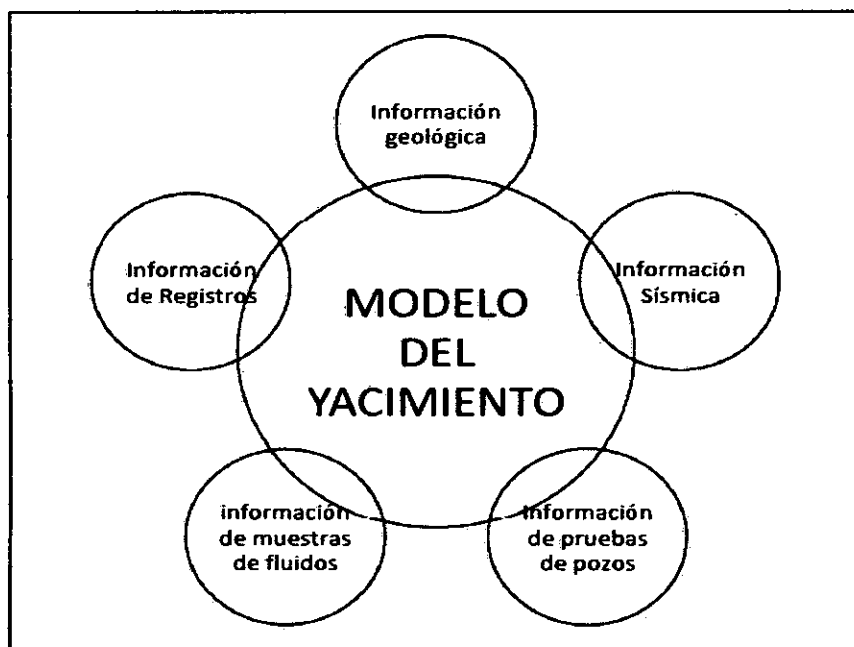 Información
geológica
Información
de Registros
Información
Sísmica
MODELO
DEL
YACIMIENTO
información
de muestras
de fluidos
Información
de pruebas
de pozos